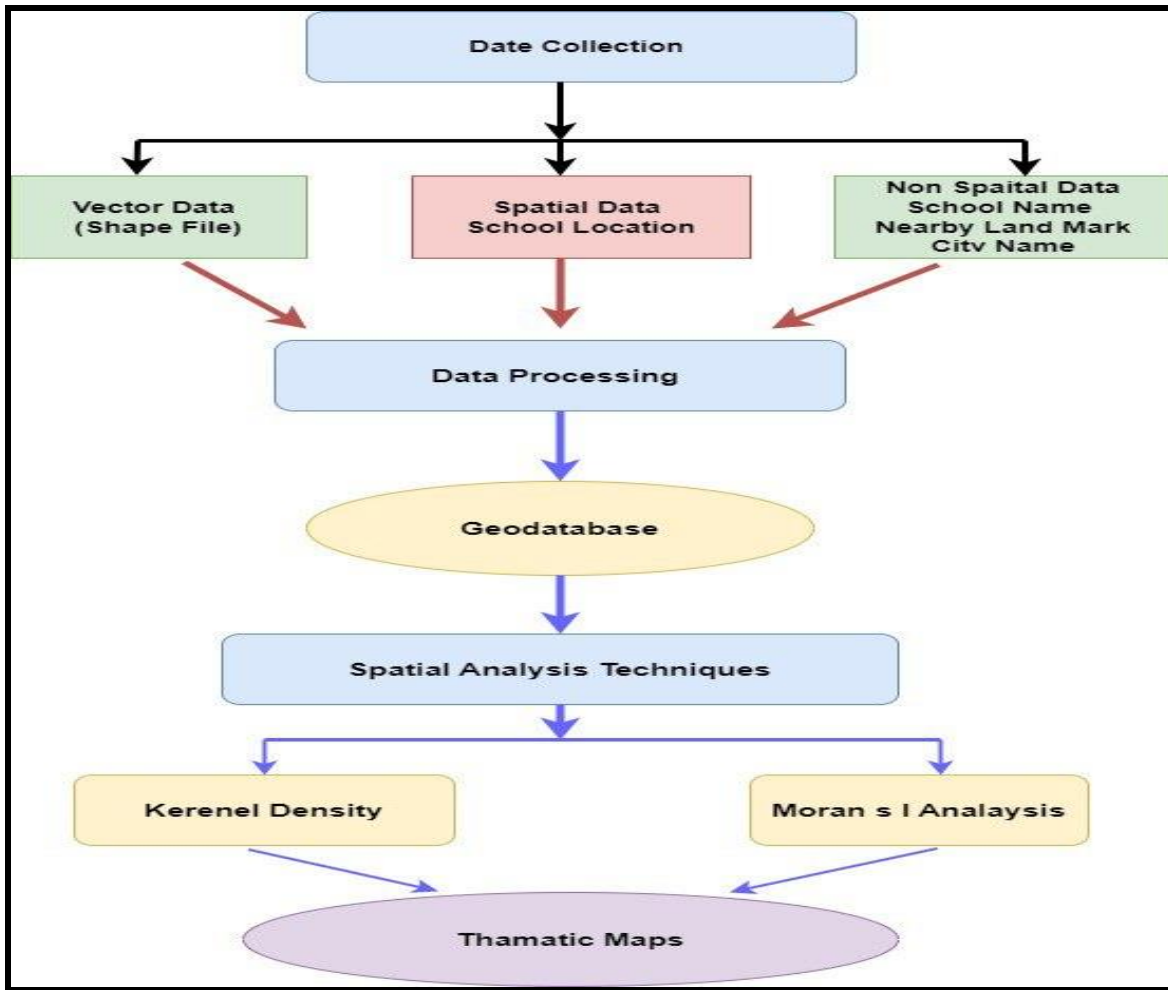 Date Collection
Vector Data
(Shape File)
Spatial Data
School Location
Non Spaital Data
School Name
Nearby Land Mark
City Name
Data Processing
Geodatabase
Spatial Analysis Techniques
Kerenel Density
Moran s I Analaysis
Thamatic Maps